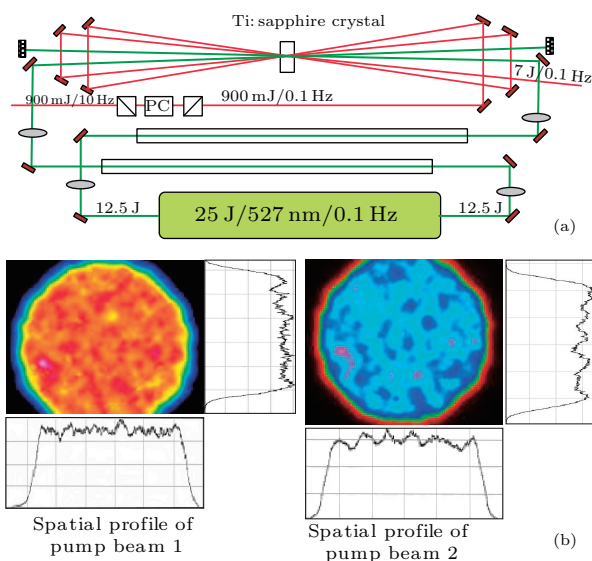 Ti: sapphire crystal
7 J/0.1 Hz
900 mJ/10 Hz
PC
900 mJ/0.1 Hz
12.5 J
25 J/527 nm/0.1 Hz
12.5 J
(a)
Spatial profile of
pump beam 1
Spatial profile of
pump beam 2
(b)